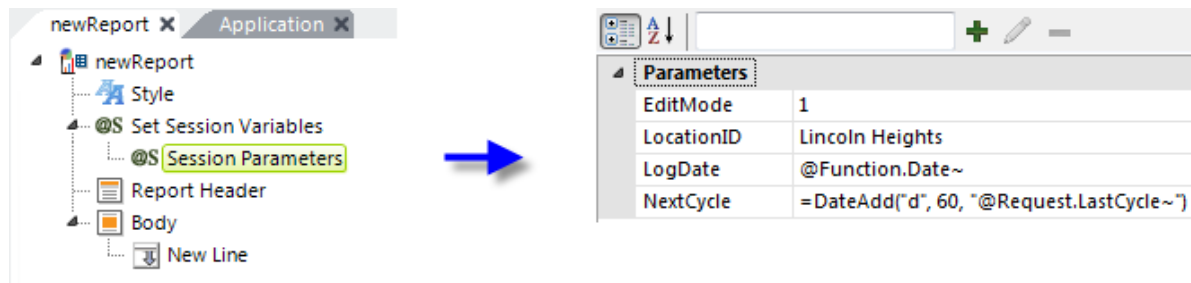 newReport
Application
newReport
Style
@S Set Session Variables
@S Session Parameters
Report Header
Body
New Line
A
Z
Parameters
EditMode 1
LocationID Lincoln Heights
LogDate @Function.Date~
NextCycle =DateAdd("d", 60, "@Request.LastCycle~")